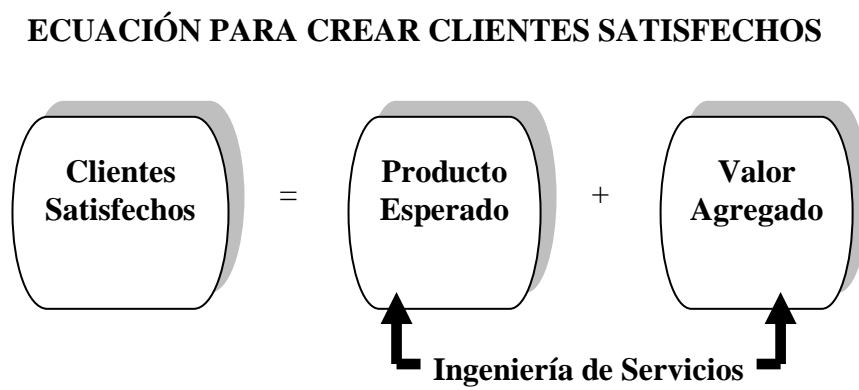 ECUACIÓN PARA CREAR CLIENTES SATISFECHOS
Clientes
Satisfechos
=
Producto
Esperado
+
Valor
Agregado
Ingeniería de Servicios